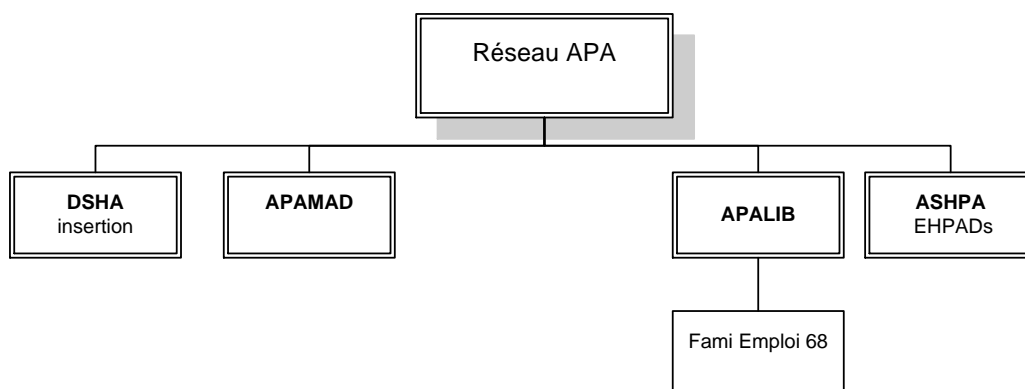 Réseau APA
DSHA
insertion
APAMAD
APALIB
ASHPA
EHPADs
Fami Emploi 68